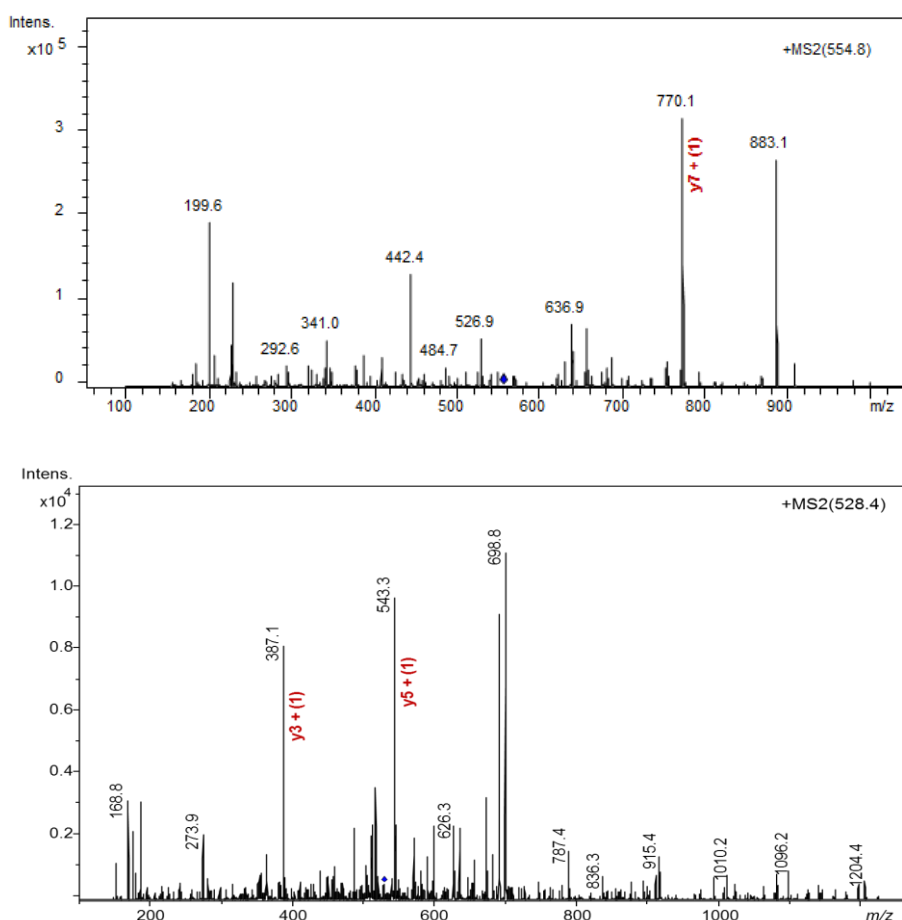 Intens.
x10 5
+MS2(554.8)
770.1
883.1
y7 + (1)
3
199.6
2
442.4
1
341.0
636.9
526.9
292.6
484.7
0
100 200 300 400 500 600 700 800 900 m/z
Intens.
x10 4
+MS2(528.4)
1.2
698.8
1.0
543.3
387.1
0.8
y5 + (1)
y3 + (1)
0.6
0.4
168.8
273.9
626.3
0.2
787.4
836.3
915.4
1010.2
1096.2
1204.4
200 400 600 800 1000 m/z